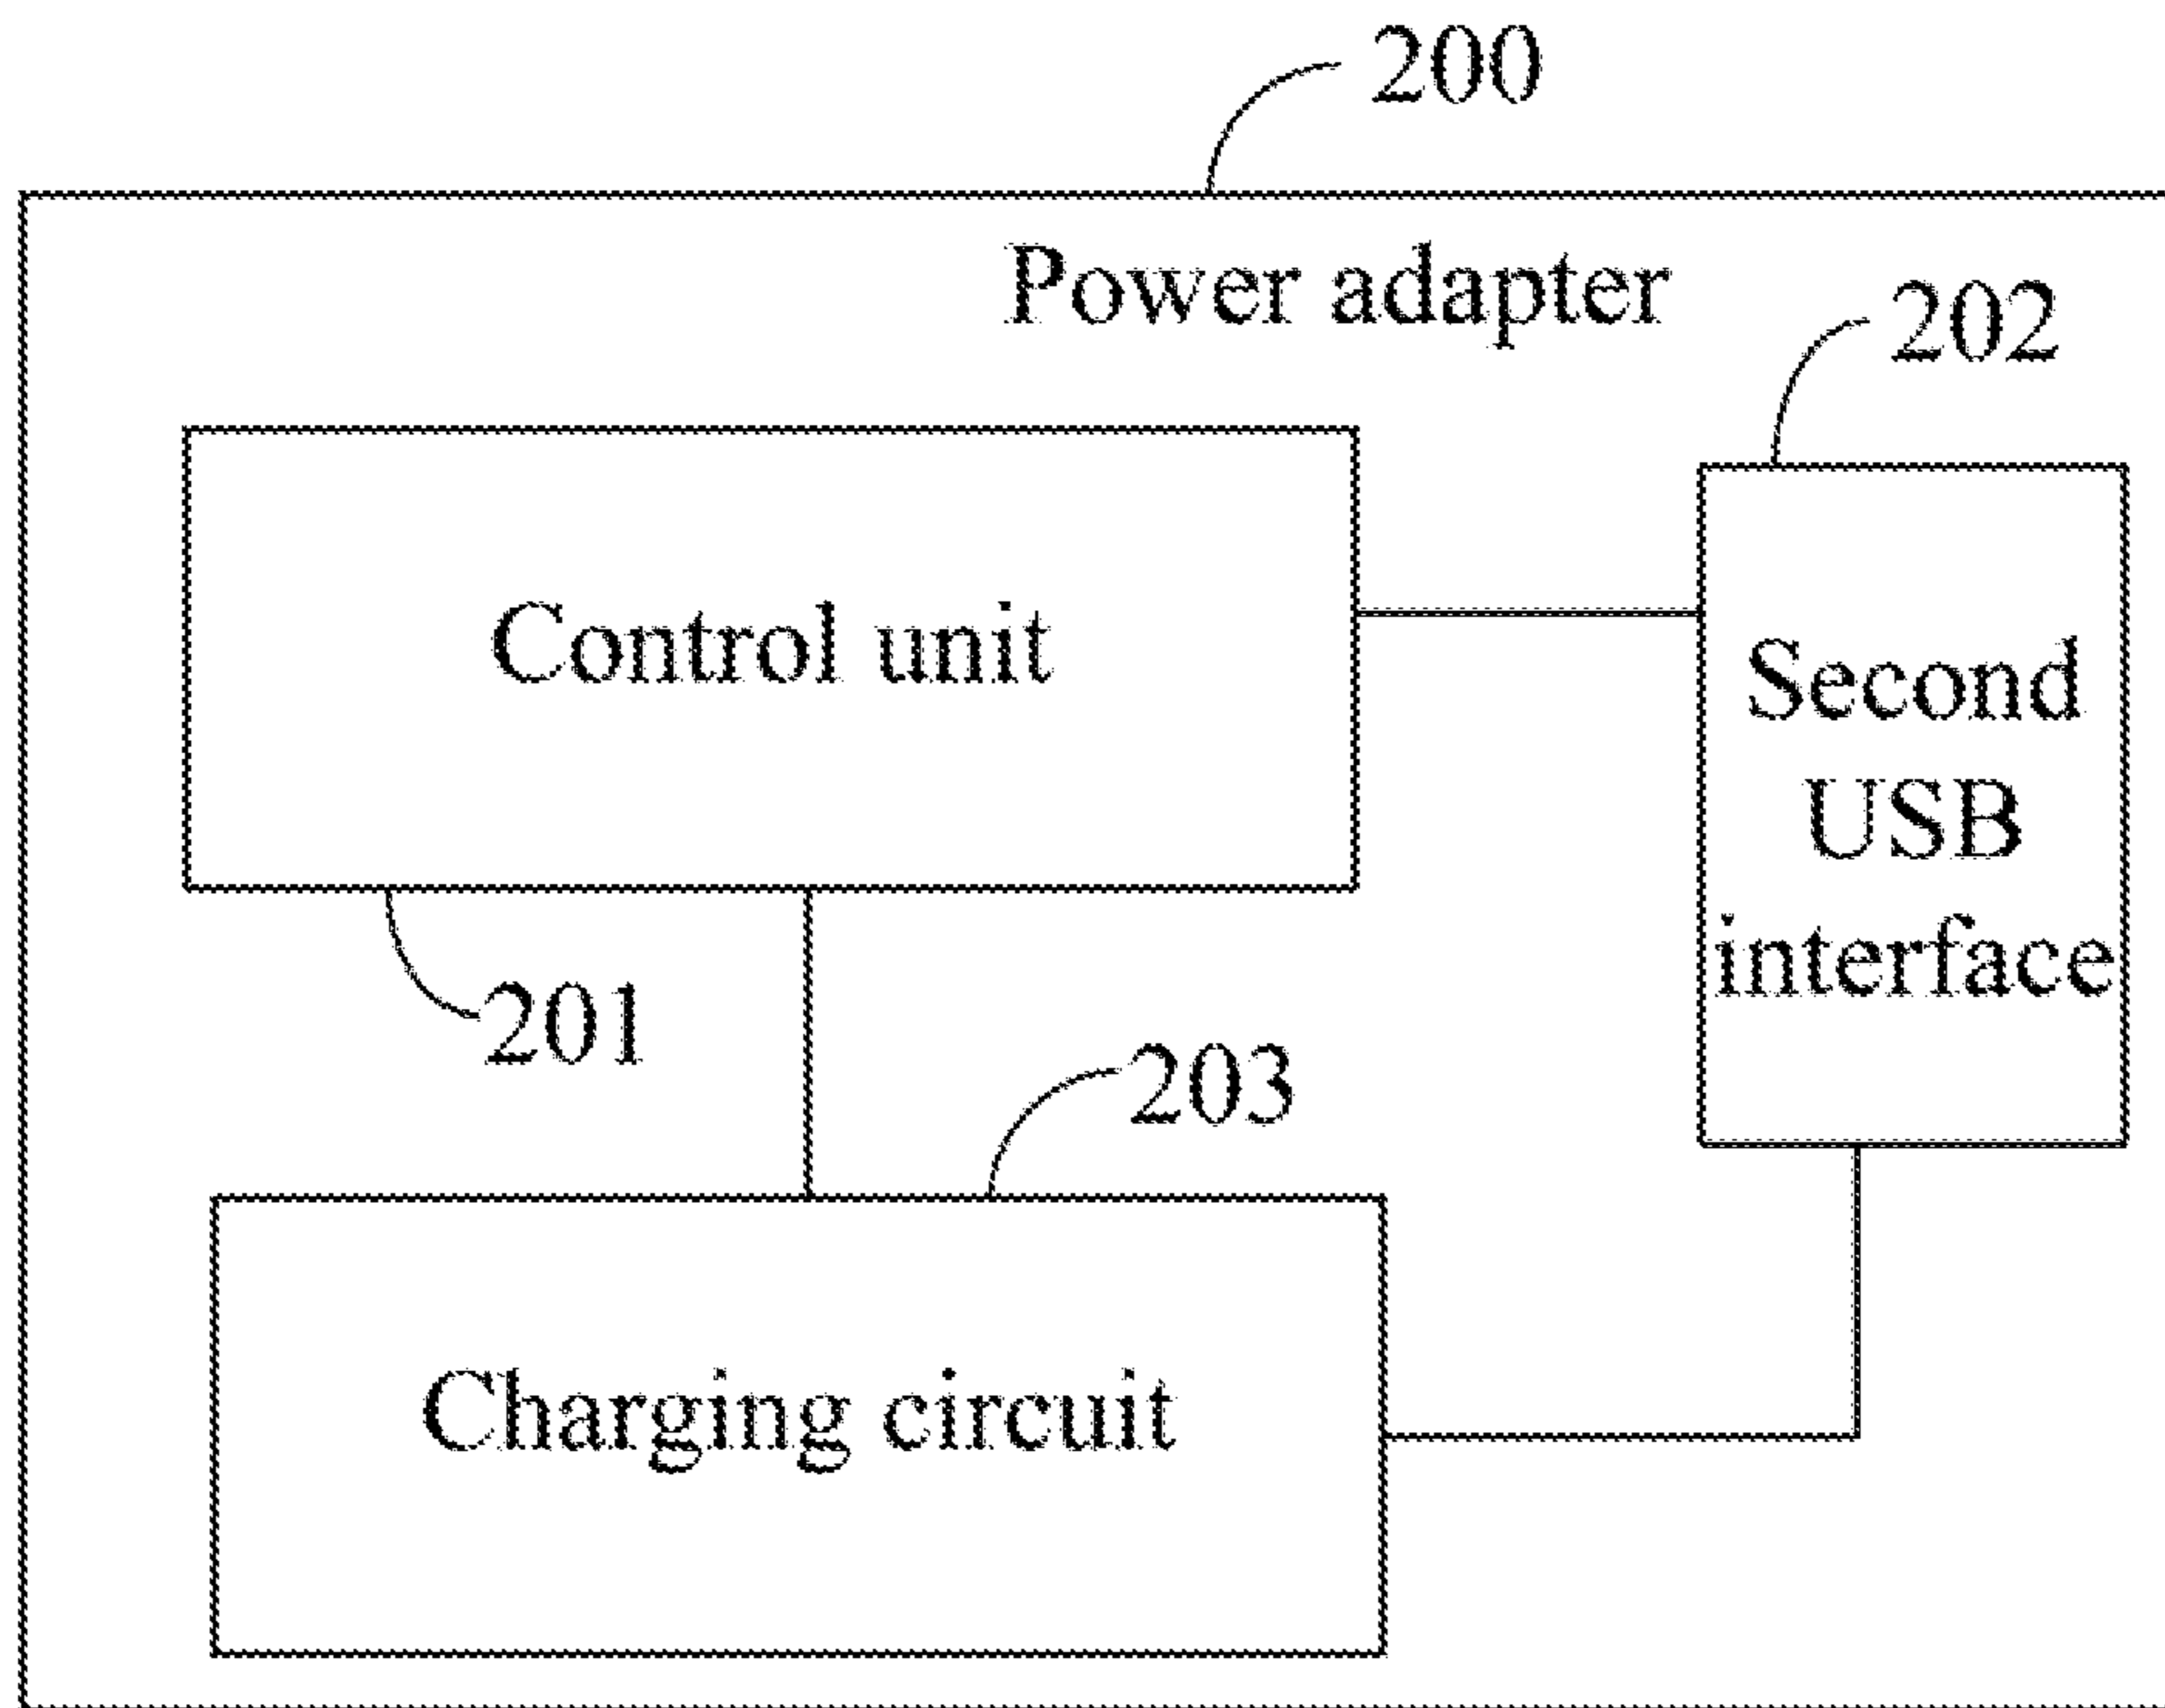 200
Power adapter
202
Control unit
Second
USB
interface
201
203
Charging circuit